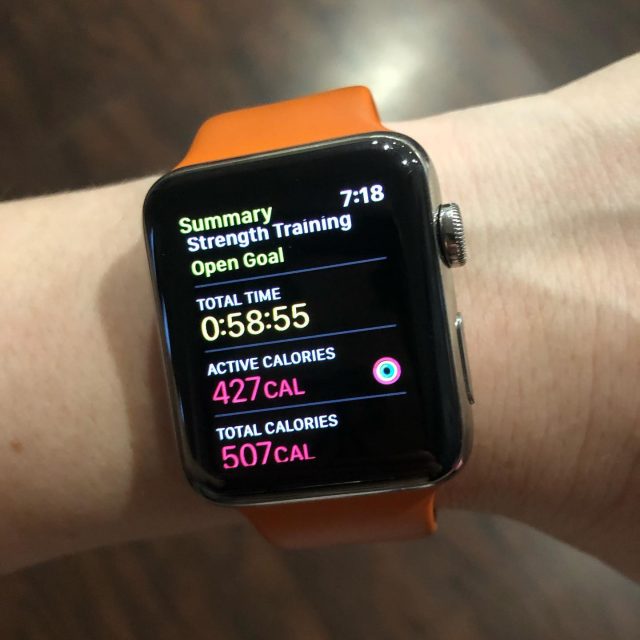 7:18
Summary
Strength Training
Open Goal
TOTAL TIME
0:58:55
ACTIVE CALORIES
427CAL
TOTAL CALORIES
507CAL